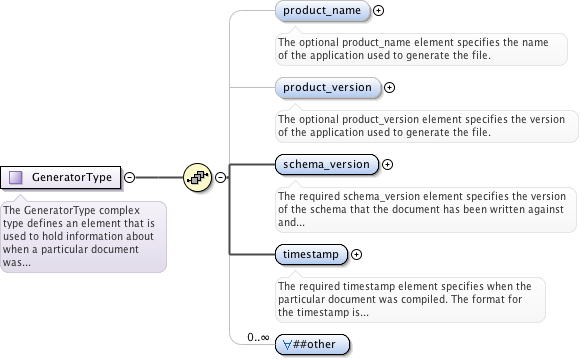 product_name
The optional product_name element specifies the name
of the application used to generate the file.
product_version
The optional product_version element specifies the version
of the application used to generate the file.
GeneratorType
The GeneratorType complex
type defines an element that is
used to hold information about
when a particular document
was...
schema_version
The required schema_version element specifies the version
of the schema that the document has been written against
and...
timestamp
The required timestamp element specifies when the
particular document was compiled. The format for
the timestamp is...
0..∞
∀##other